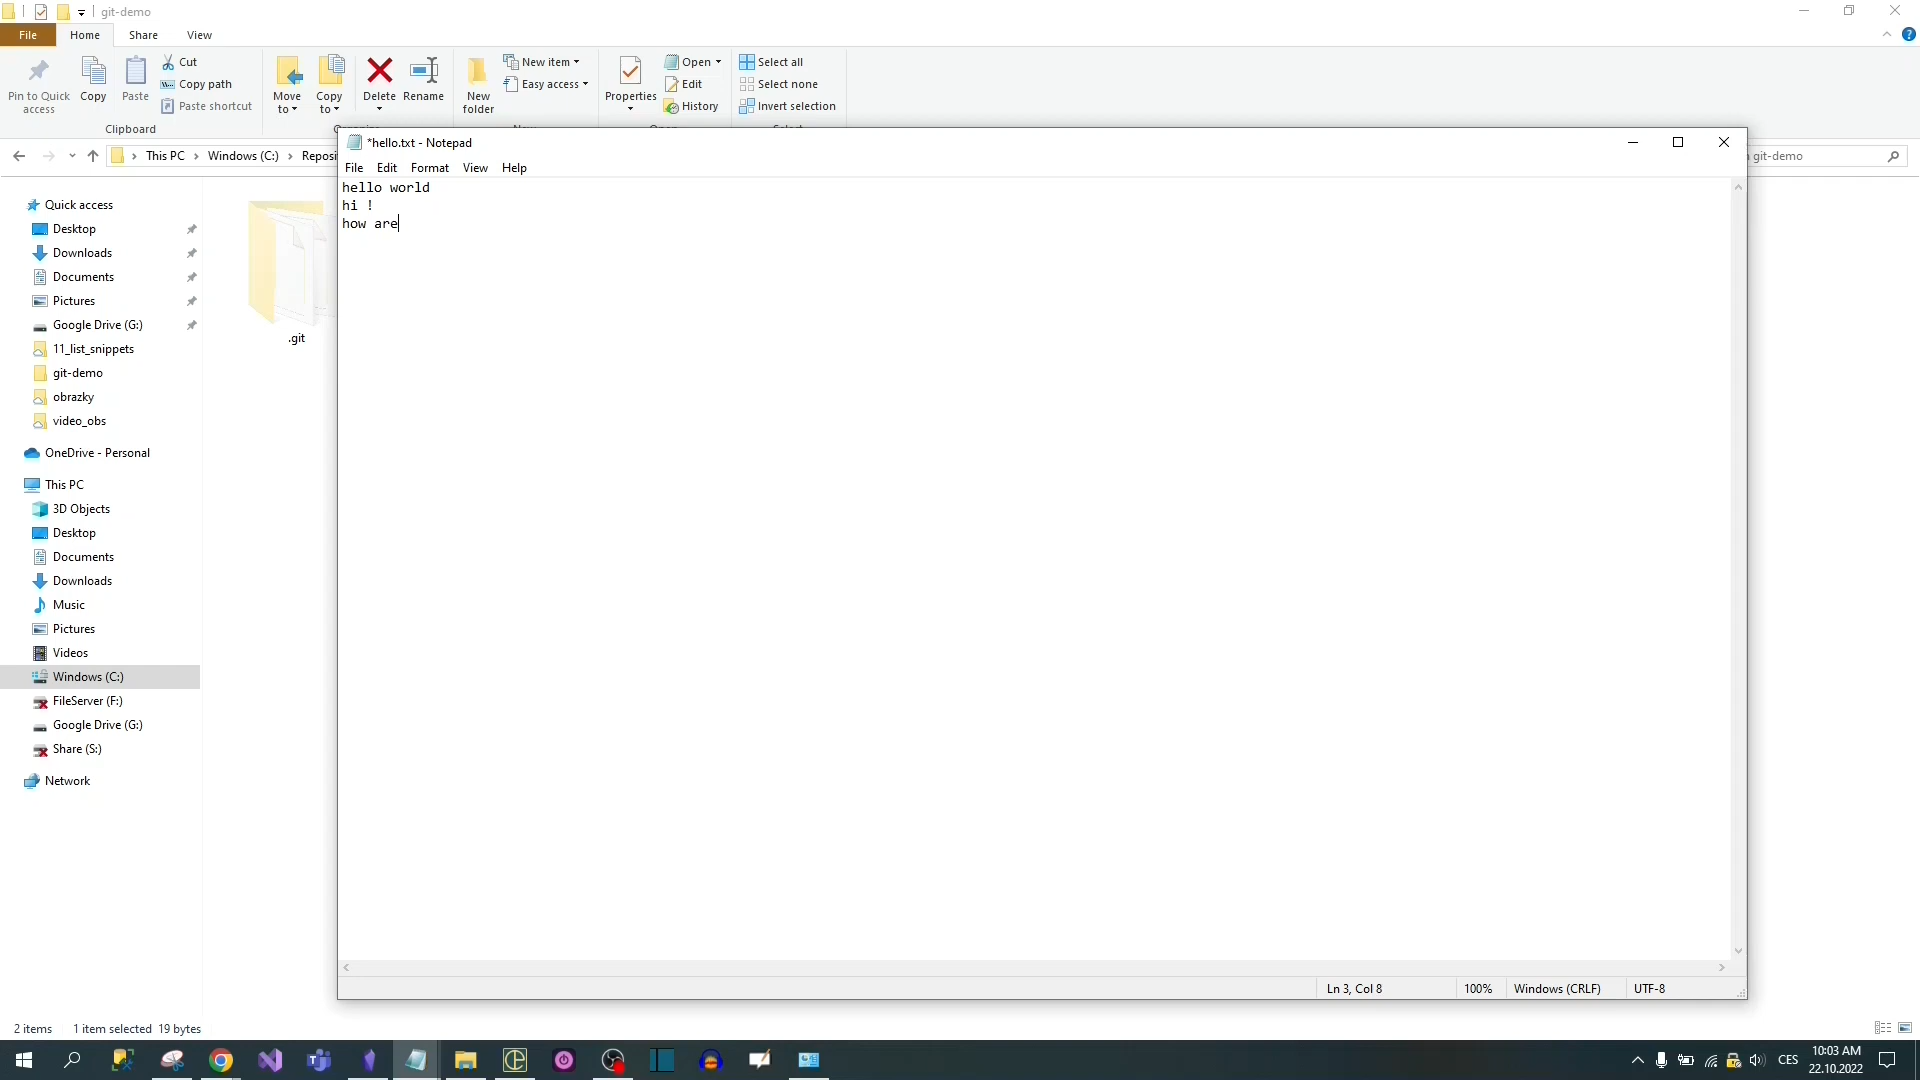 git-demo
File Home Share View
Pin to Quick access
Copy
Paste
Cut
Copy path
Paste shortcut
Clipboard
Move to
Copy to
Delete
Rename
New folder
New item
Easy access
Properties
Open
Edit
History
Select all
Select none
Invert selection
This PC > Windows (C:) >
git-demo
*hello.txt - Notepad
File Edit Format View Help
hello world
hi !
how are
Quick access
Desktop
Downloads
Documents
Pictures
Google Drive (G:)
11_list_snippets
git-demo
obrazky
video_obs
OneDrive - Personal
This PC
3D Objects
Desktop
Documents
Downloads
Music
Pictures
Videos
Windows (C:)
FileServer (F:)
Google Drive (G:)
Share (S:)
Network
.git
Ln 3, Col 8
100%
Windows (CRLF)
UTF-8
2 items 1 item selected 19 bytes
CES
10:03 AM
22.10.2022